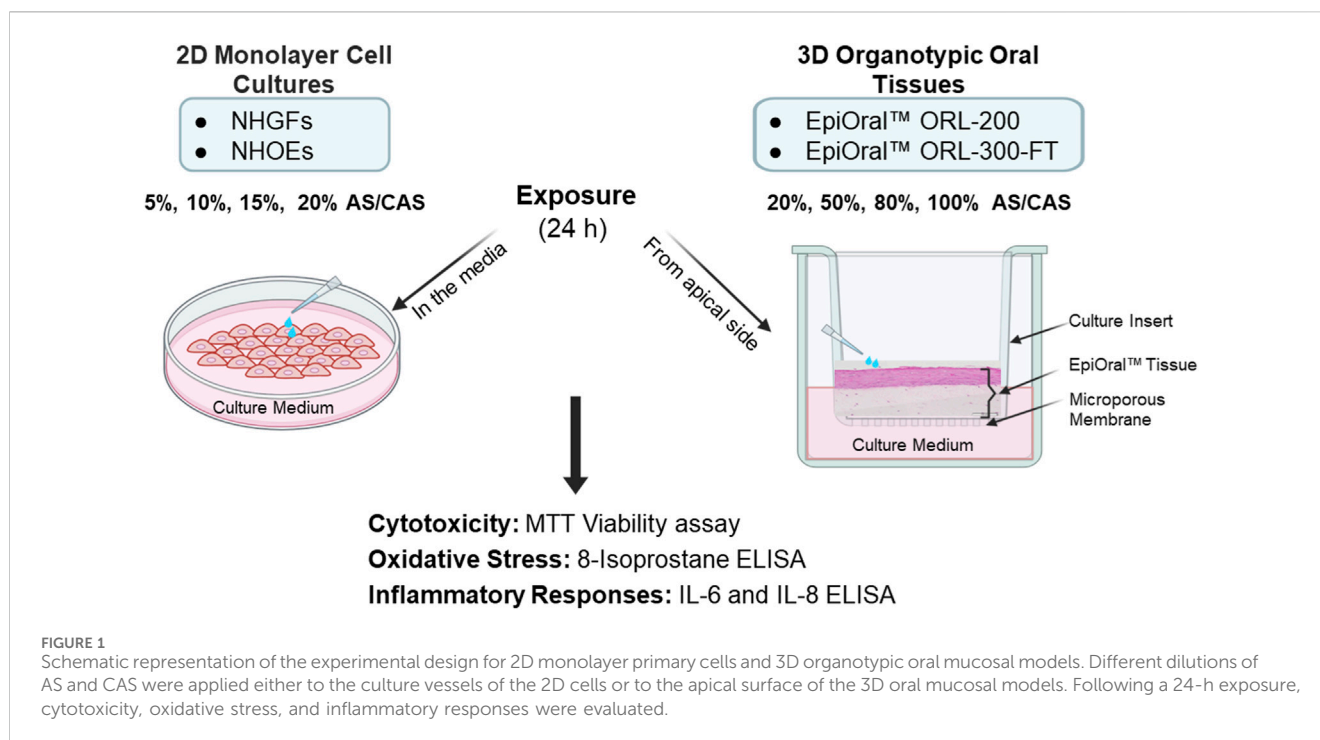 2D Monolayer Cell
Cultures
● NHGFs
● NHOEs
5%, 10%, 15%, 20% AS/CAS
3D Organotypic Oral
Tissues
● EpiOral™ ORL-200
● EpiOral™ ORL-300-FT
20%, 50%, 80%, 100% AS/CAS
Exposure
(24 h)
In the media
From apical side
Culture Medium
Culture Insert
EpiOral™ Tissue
Microporous
Membrane
Culture Medium
Cytotoxicity: MTT Viability assay
Oxidative Stress: 8-Isoprostane ELISA
Inflammatory Responses: IL-6 and IL-8 ELISA
FIGURE 1
Schematic representation of the experimental design for 2D monolayer primary cells and 3D organotypic oral mucosal models. Different dilutions of
AS and CAS were applied either to the culture vessels of the 2D cells or to the apical surface of the 3D oral mucosal models. Following a 24-h exposure,
cytotoxicity, oxidative stress, and inflammatory responses were evaluated.